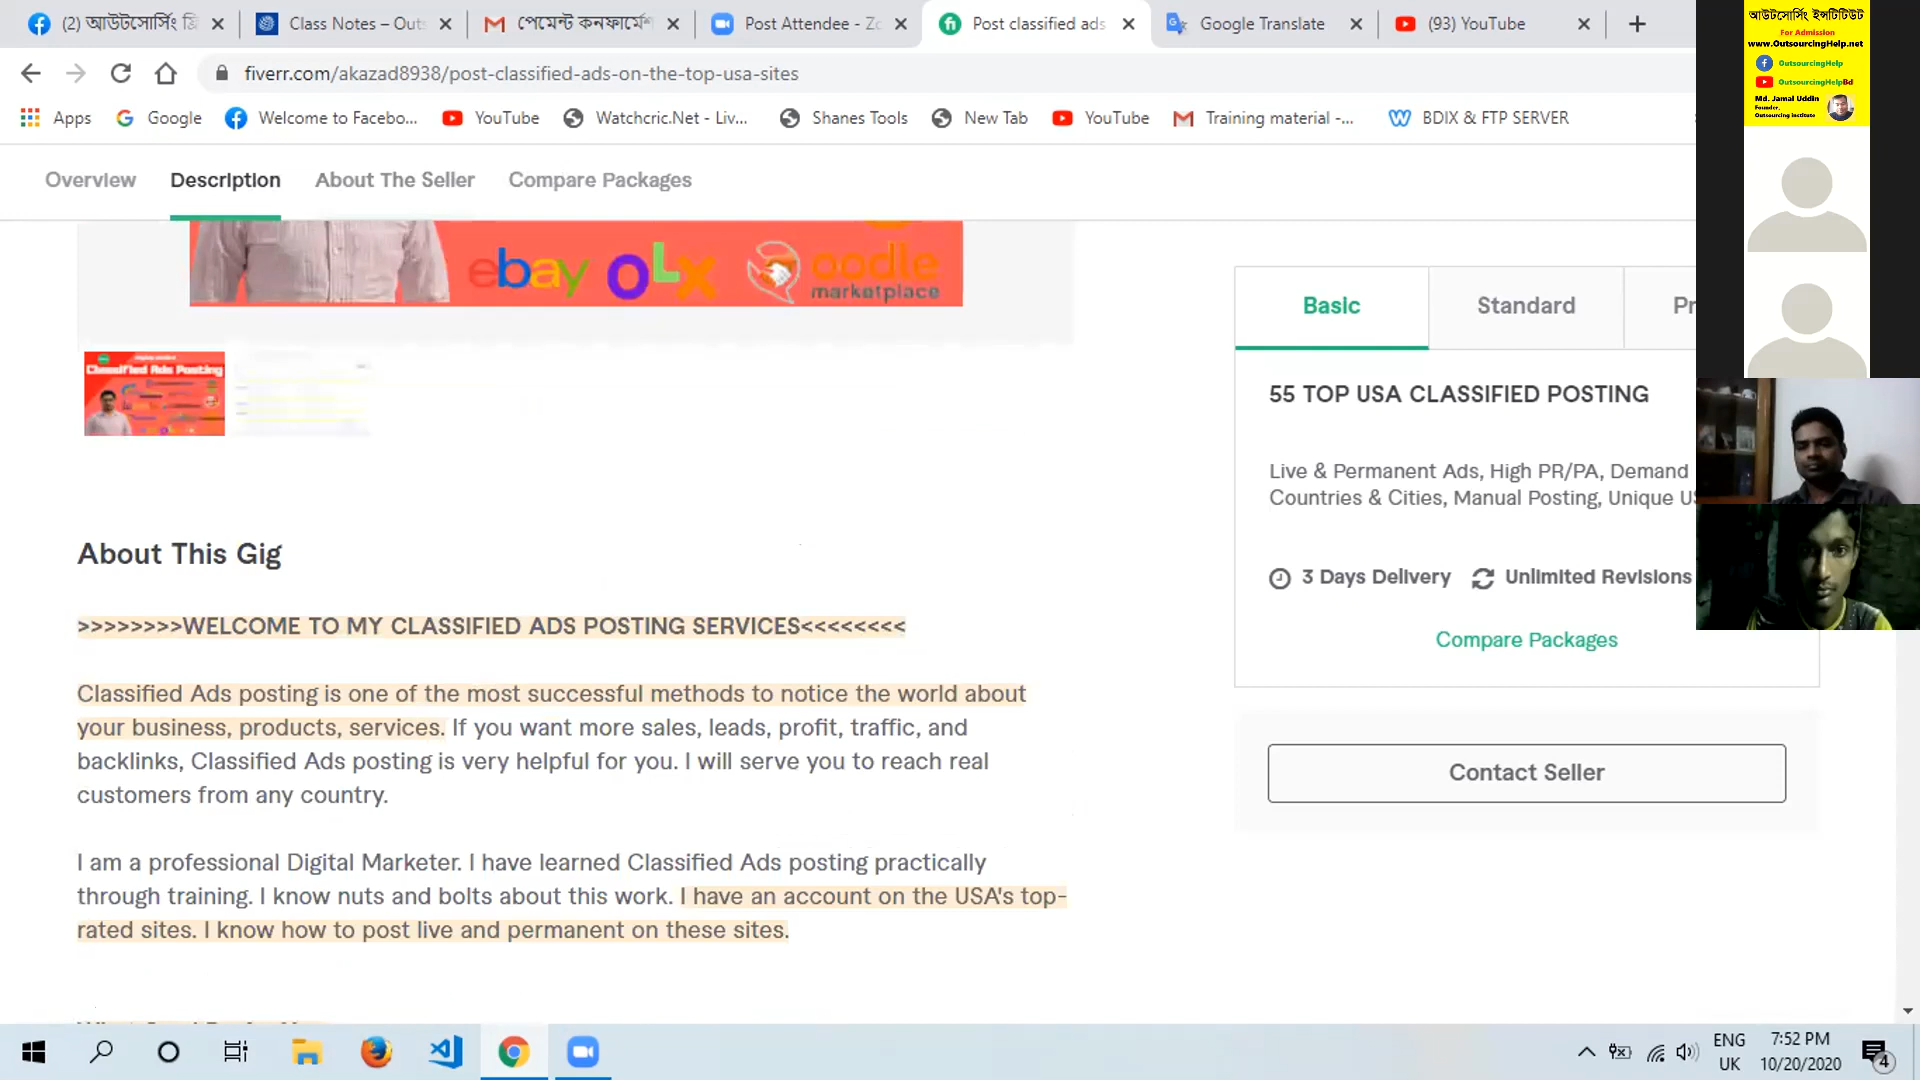 (2) আউটসোর্সিং ফ্রি
Class Notes – Outs
পেমেন্ট কনফার্মেশ
Post Attendee - Zo
Post classified ads
Google Translate
(93) YouTube
fiverr.com/akazad8938/post-classified-ads-on-the-top-usa-sites
Apps
Google
Welcome to Facebo...
YouTube
Watchcric.Net - Liv...
Shanes Tools
New Tab
YouTube
Training material -...
BDIX & FTP SERVER
আউটসোর্সিং ইন্সটিটিউট
For Admission
www.OutsourcingHelp.net
OutsourcingHelp
OutsourcingHelpBd
Md. Jamal Uddin
Founder,
Outsourcing Institute
Overview
Description
About The Seller
Compare Packages
ebay OLX oodle
marketplace
Classified Ads Posting
Basic
Standard
Pr
55 TOP USA CLASSIFIED POSTING
Live & Permanent Ads, High PR/PA, Demand
Countries & Cities, Manual Posting, Unique US
3 Days Delivery
Unlimited Revisions
Compare Packages
Contact Seller
About This Gig
>>>>>>>>WELCOME TO MY CLASSIFIED ADS POSTING SERVICES<<<<<<<<
Classified Ads posting is one of the most successful methods to notice the world about
your business, products, services. If you want more sales, leads, profit, traffic, and
backlinks, Classified Ads posting is very helpful for you. I will serve you to reach real
customers from any country.
I am a professional Digital Marketer. I have learned Classified Ads posting practically
through training. I know nuts and bolts about this work. I have an account on the USA's top-
rated sites. I know how to post live and permanent on these sites.
ENG
UK
7:52 PM
10/20/2020
4